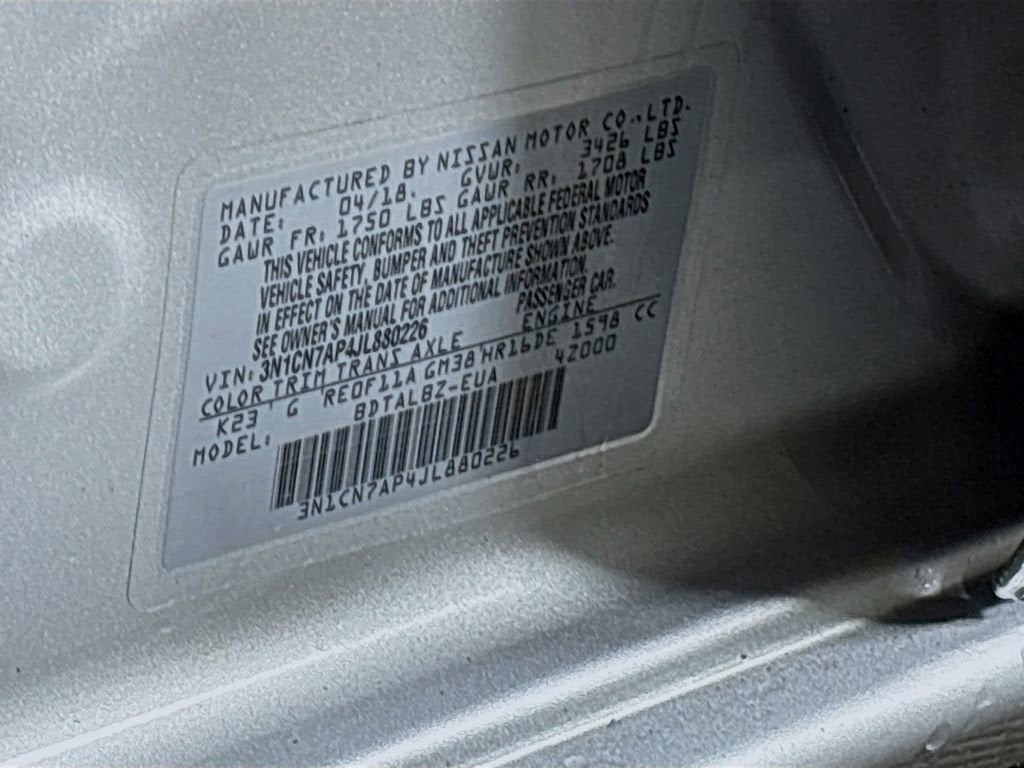 MANUFACTURED BY NISSAN MOTOR CO.,LTD.
DATE: 04/18. GVWR: 3426 LBS
GAWR FR: 1750 LBS GAWR RR: 1708 LBS
THIS VEHICLE CONFORMS TO ALL APPLICABLE FEDERAL MOTOR
VEHICLE SAFETY, BUMPER AND THEFT PREVENTION STANDARDS
IN EFFECT ON THE DATE OF MANUFACTURE SHOWN ABOVE.
SEE OWNER'S MANUAL FOR ADDITIONAL INFORMATION.
VIN: 3N1CN7AP4JL880226 PASSENGER CAR.
COLOR TRIM TRANS AXLE ENGINE
K23 G RE0F11A GM38 HR16DE 1598 CC
MODEL: BDTALBZ-EUA 4Z000
3N1CN7AP4JL880226